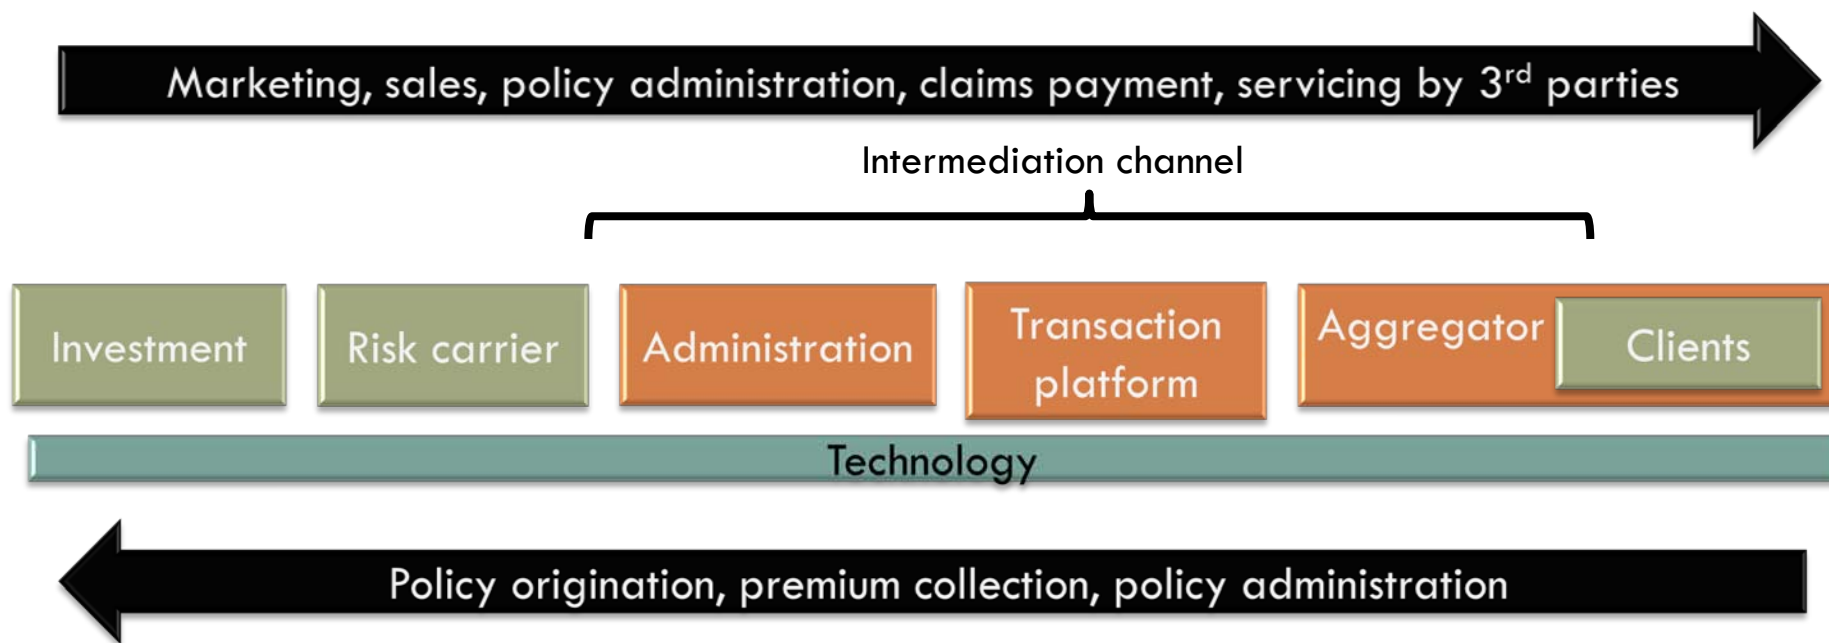 Marketing, sales, policy administration, claims payment, servicing by 3rd parties
Intermediation channel
Investment
Risk carrier
Administration
Transaction
platform
Aggregator
Clients
Technology
Policy origination, premium collection, policy administration